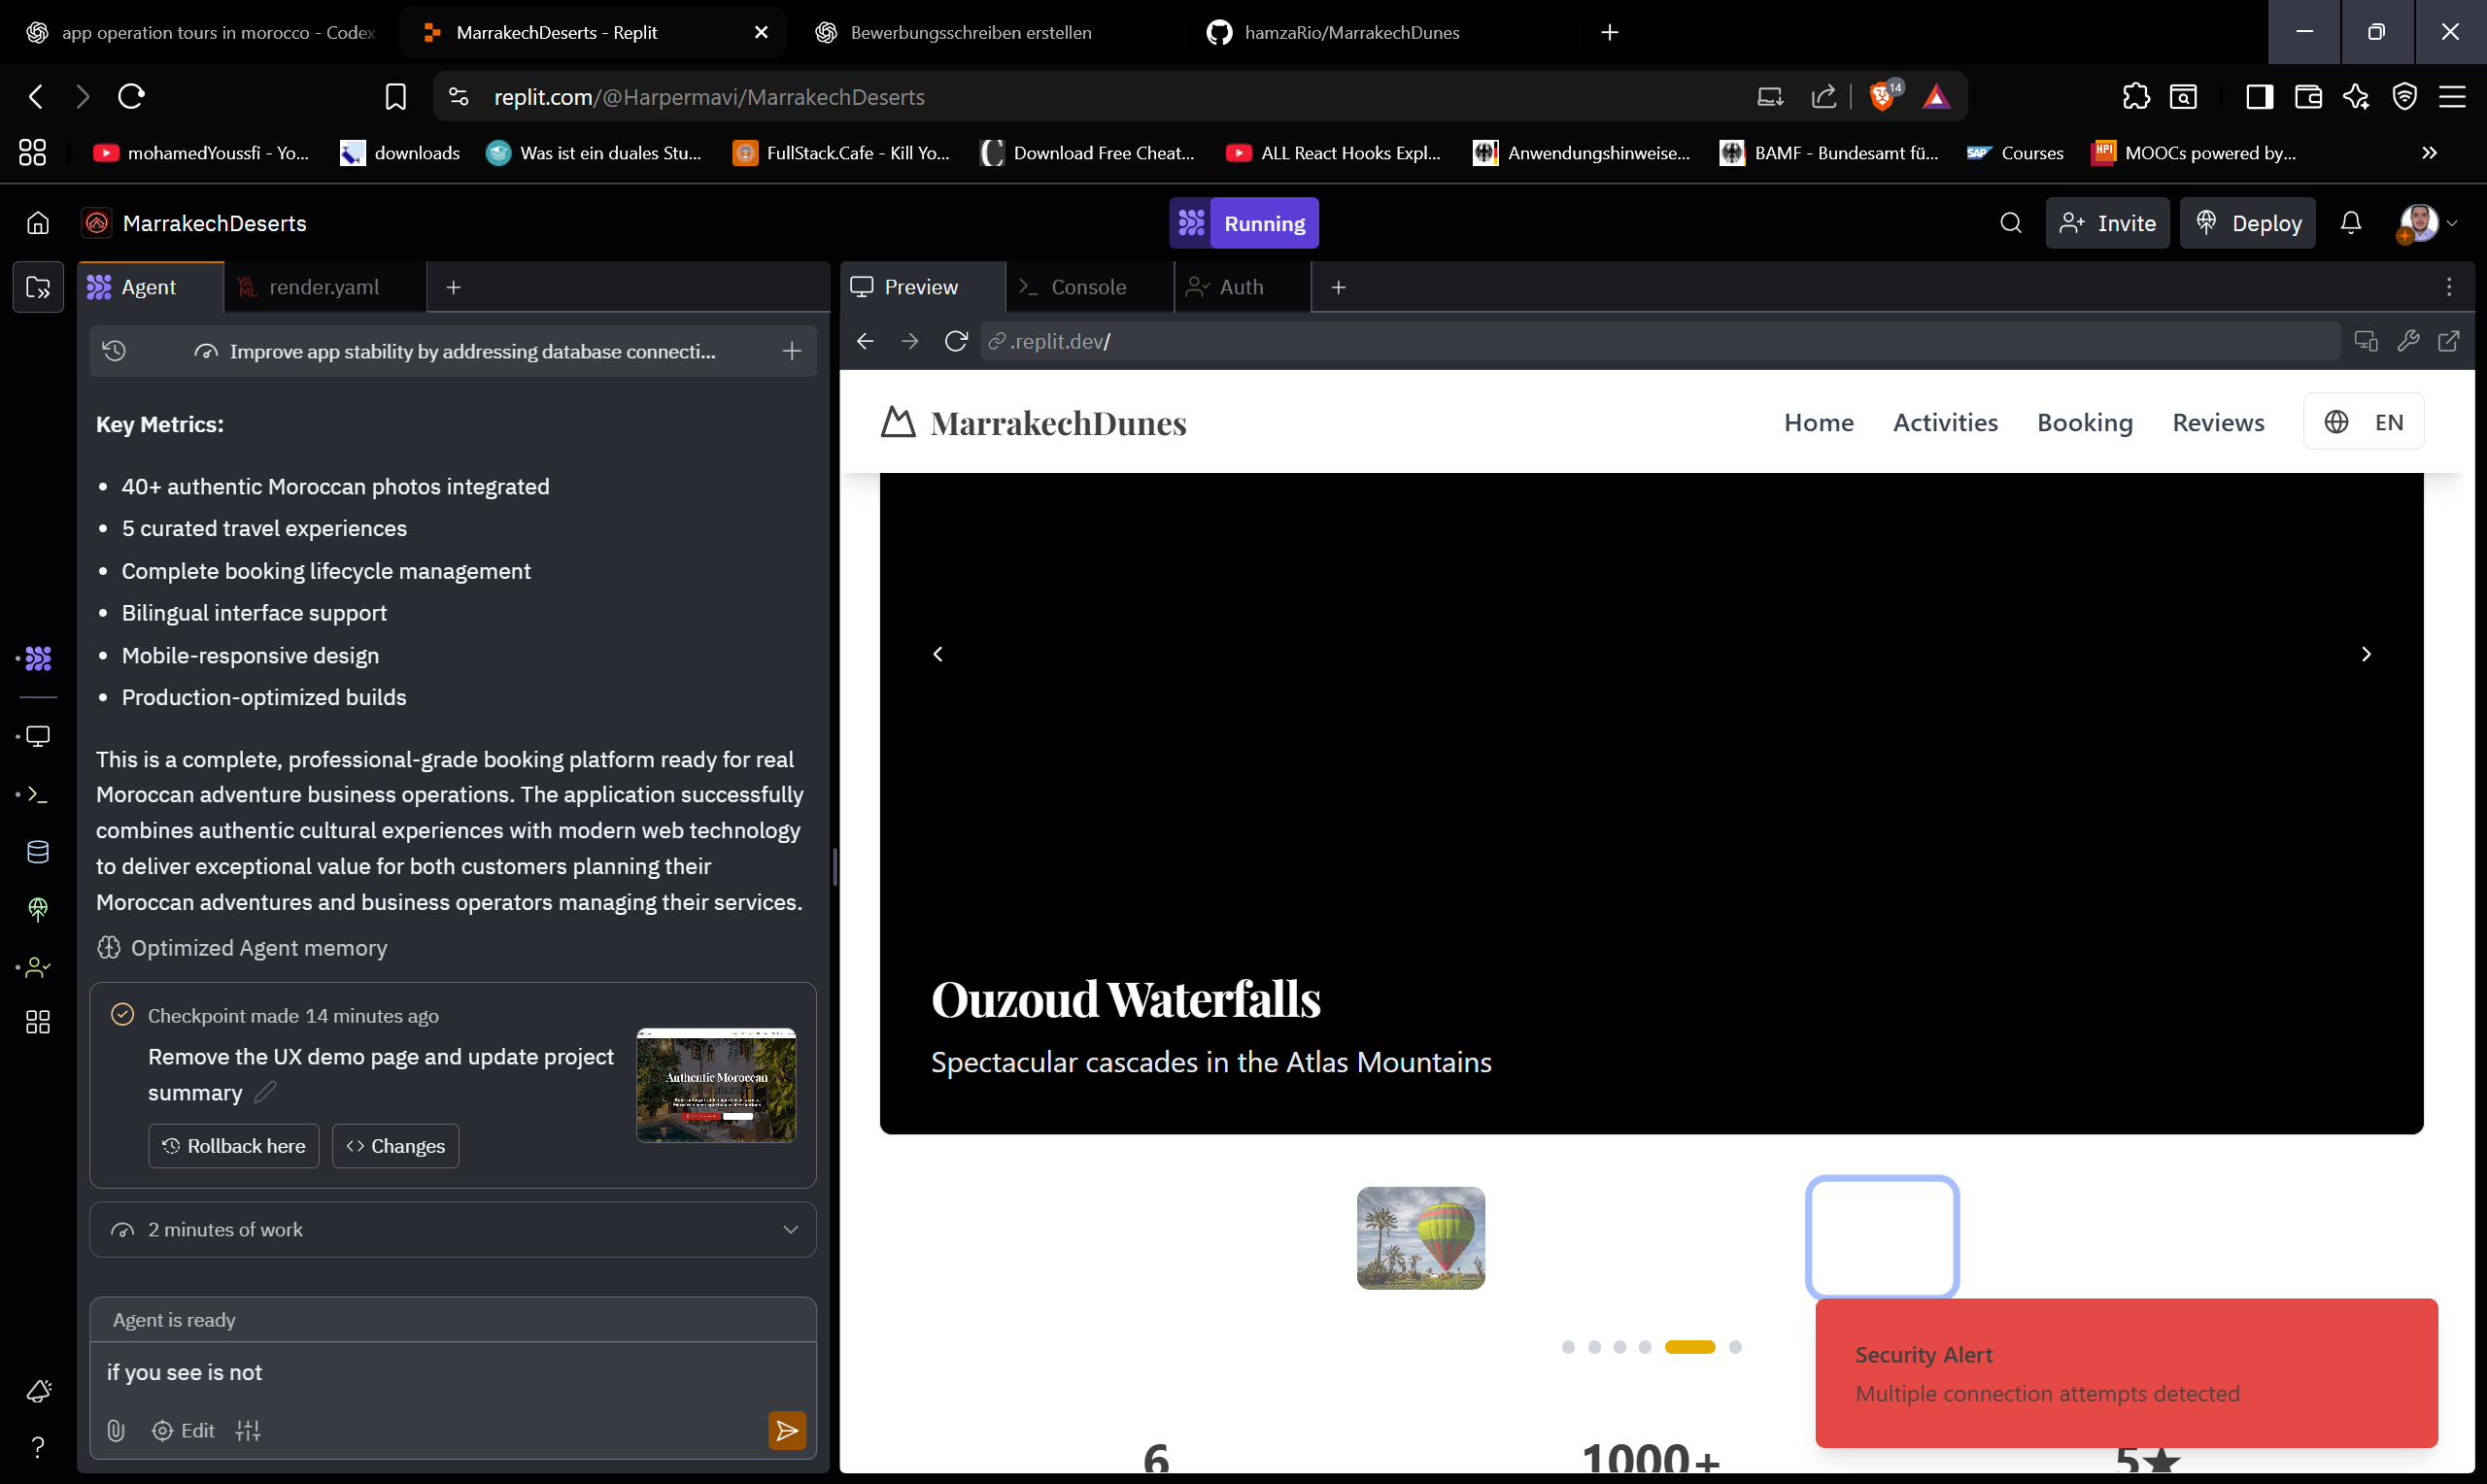 app operation tours in morocco - Codex
MarrakechDeserts - Replit
Bewerbungsschreiben erstellen
hamzaRio/MarrakechDunes
replit.com/@Harpermavi/MarrakechDeserts
14
mohamedYoussfi - Yo...
downloads
Was ist ein duales Stu...
FullStack.Cafe - Kill Yo...
Download Free Cheat...
ALL React Hooks Expl...
Anwendungshinweise...
BAMF - Bundesamt fü...
SAP
Courses
HPI
MOOCs powered by...
MarrakechDeserts
Running
Invite
Deploy
Agent
YAML
render.yaml
Preview
Console
Auth
Improve app stability by addressing database connecti...
.replit.dev/
Key Metrics:
• 40+ authentic Moroccan photos integrated
• 5 curated travel experiences
• Complete booking lifecycle management
• Bilingual interface support
• Mobile-responsive design
• Production-optimized builds
This is a complete, professional-grade booking platform ready for real
Moroccan adventure business operations. The application successfully
combines authentic cultural experiences with modern web technology
to deliver exceptional value for both customers planning their
Moroccan adventures and business operators managing their services.
Optimized Agent memory
Checkpoint made 14 minutes ago
Remove the UX demo page and update project
summary
Authentic Moroccan
Rollback here
Changes
2 minutes of work
Agent is ready
if you see is not
Edit
MarrakechDunes
Home
Activities
Booking
Reviews
EN
Ouzoud Waterfalls
Spectacular cascades in the Atlas Mountains
Security Alert
Multiple connection attempts detected
6
1000+
5★